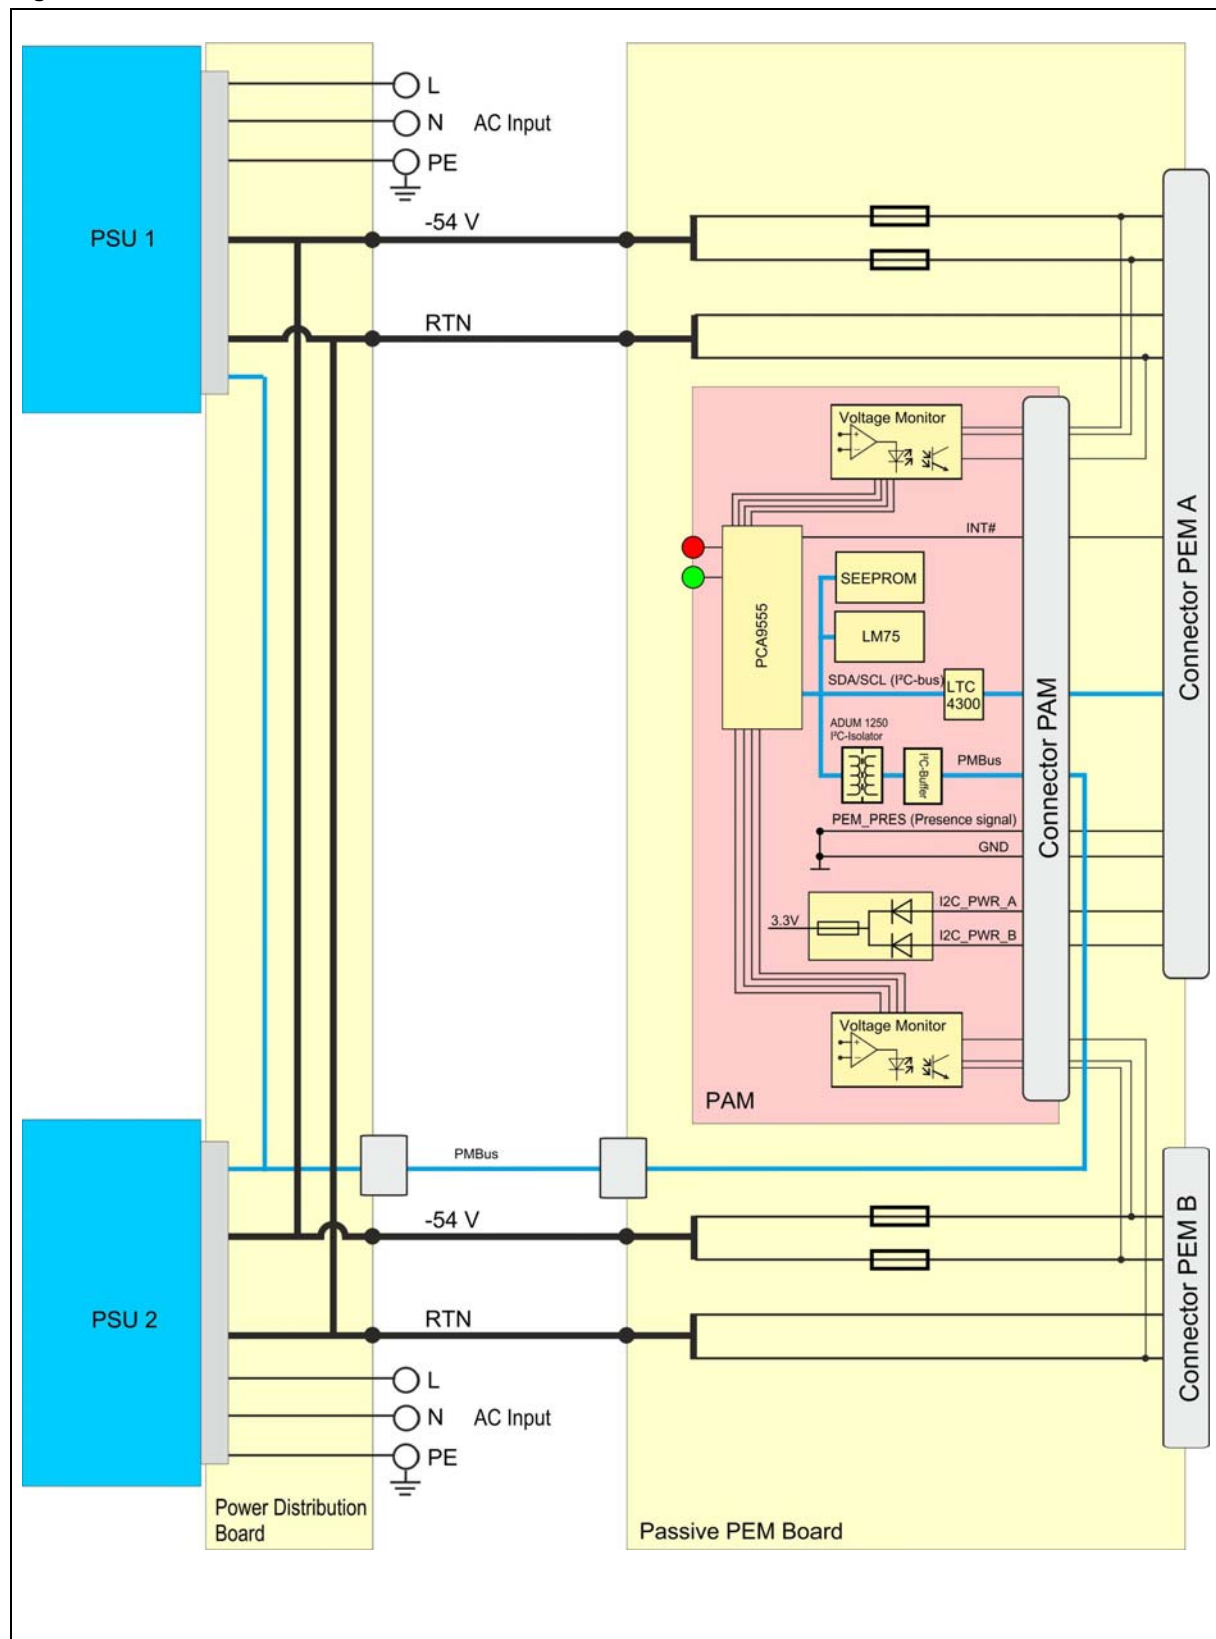 L
N AC Input
PE
PSU 1
-54 V
RTN
Voltage Monitor
INT#
SEEPROM
PCA9555
LM75
SDA/SCL (I²C-bus)
LTC
4300
ADUM 1250
I²C-Isolator
I²C-Buffer
PMBus
PEM_PRES (Presence signal)
GND
3.3V
I2C_PWR_A
I2C_PWR_B
Voltage Monitor
PAM
Connector PAM
Connector PEM A
PMBus
-54 V
PSU 2
RTN
Connector PEM B
L
N AC Input
PE
Power Distribution
Board
Passive PEM Board